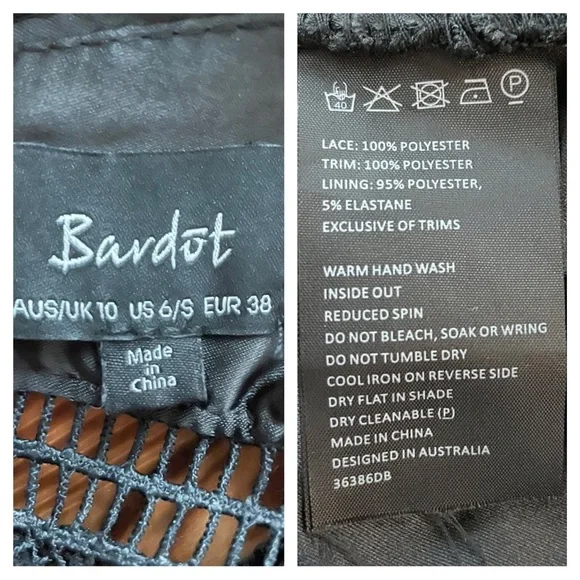 Bardōt
AUS/UK 10 US 6/S EUR 38
Made
in
China
40
P
LACE: 100% POLYESTER
TRIM: 100% POLYESTER
LINING: 95% POLYESTER,
5% ELASTANE
EXCLUSIVE OF TRIMS
WARM HAND WASH
INSIDE OUT
REDUCED SPIN
DO NOT BLEACH, SOAK OR WRING
DO NOT TUMBLE DRY
COOL IRON ON REVERSE SIDE
DRY FLAT IN SHADE
DRY CLEANABLE (P)
MADE IN CHINA
DESIGNED IN AUSTRALIA
36386DB